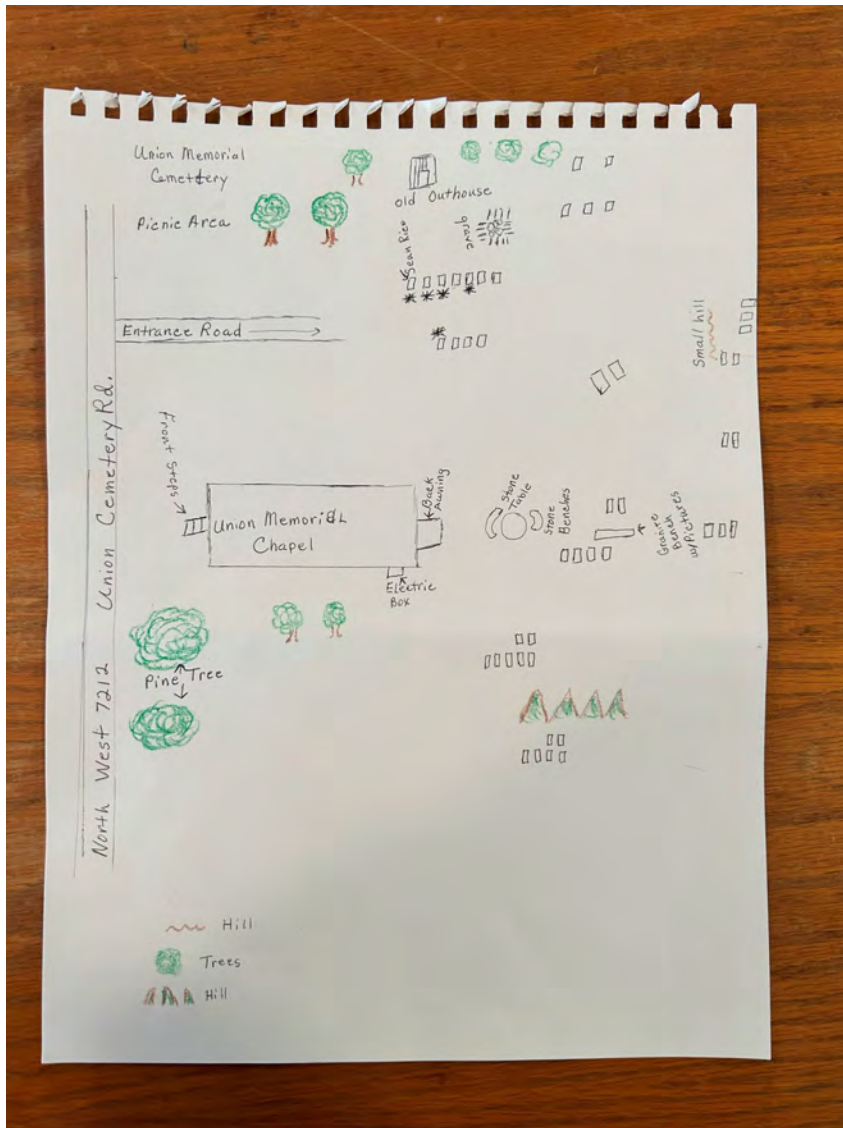 Union Memorial
Cemettery
Picnic Area
old Outhouse
Sean Rice
grove
Entrance Road
Small hill
North West 7212 Union Cemetery Rd.
Front Steps
Union MemoriaL
Chapel
Back
Awning
Electric
Box
Stone
Table
Stone
Benches
Granite
Bench
w/Pictures
Pine Tree
Hill
Trees
Hill